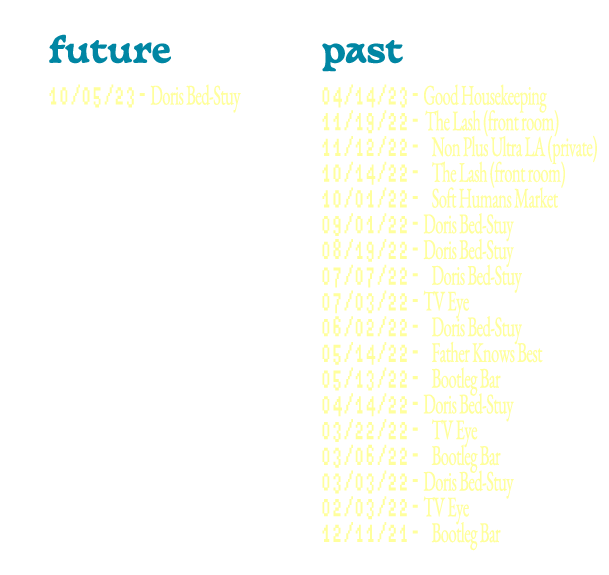 future
10/05/23 - Doris Bed-Stuy
past
04/14/23 - Good Housekeeping
11/19/22 - The Lash (front room)
11/12/22 - Non Plus Ultra LA (private)
10/14/22 - The Lash (front room)
10/01/22 - Soft Humans Market
09/01/22 - Doris Bed-Stuy
08/19/22 - Doris Bed-Stuy
07/07/22 - Doris Bed-Stuy
07/03/22 - TV Eye
06/02/22 - Doris Bed-Stuy
05/14/22 - Father Knows Best
05/13/22 - Bootleg Bar
04/14/22 - Doris Bed-Stuy
03/22/22 - TV Eye
03/06/22 - Bootleg Bar
03/03/22 - Doris Bed-Stuy
02/03/22 - TV Eye
12/11/21 - Bootleg Bar